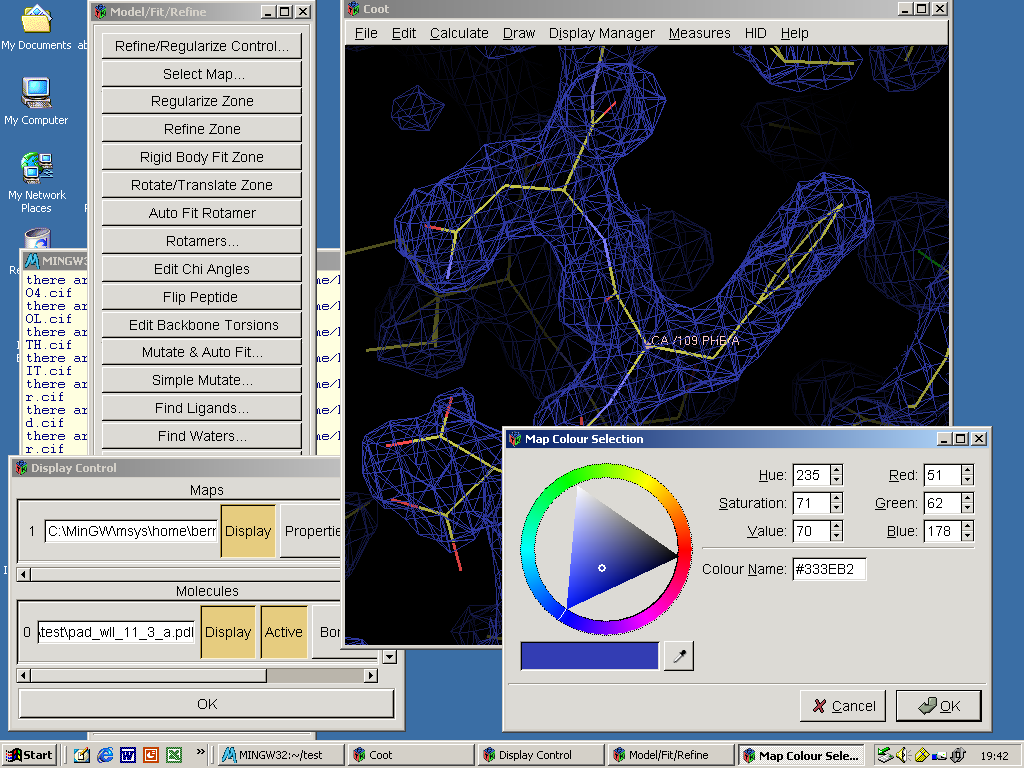 My Documents
ab
My Computer
My Network
Places
Model/Fit/Refine
Refine/Regularize Control...
Select Map...
Regularize Zone
Refine Zone
Rigid Body Fit Zone
Rotate/Translate Zone
Auto Fit Rotamer
Rotamers...
Edit Chi Angles
Flip Peptide
Edit Backbone Torsions
Mutate & Auto Fit...
Simple Mutate...
Find Ligands...
Find Waters...
MINGW3
there ar
O4.cif
there ar
OL.cif
there ar
TH.cif
there ar
IT.cif
there ar
r.cif
there ar
d.cif
there ar
r.cif
Coot
File Edit Calculate Draw Display Manager Measures HID Help
CA /109 PHE A
Display Control
Maps
1 C:\MinGW\msys\home\berr Display Propertie
Molecules
0 \test\pad_wll_11_3_a.pdl Display Active Bor
OK
Map Colour Selection
Hue: 235 Red: 51
Saturation: 71 Green: 62
Value: 70 Blue: 178
Colour Name: #333EB2
Cancel OK
Start » MINGW32:~/test Coot Display Control Model/Fit/Refine Map Colour Sele... 19:42